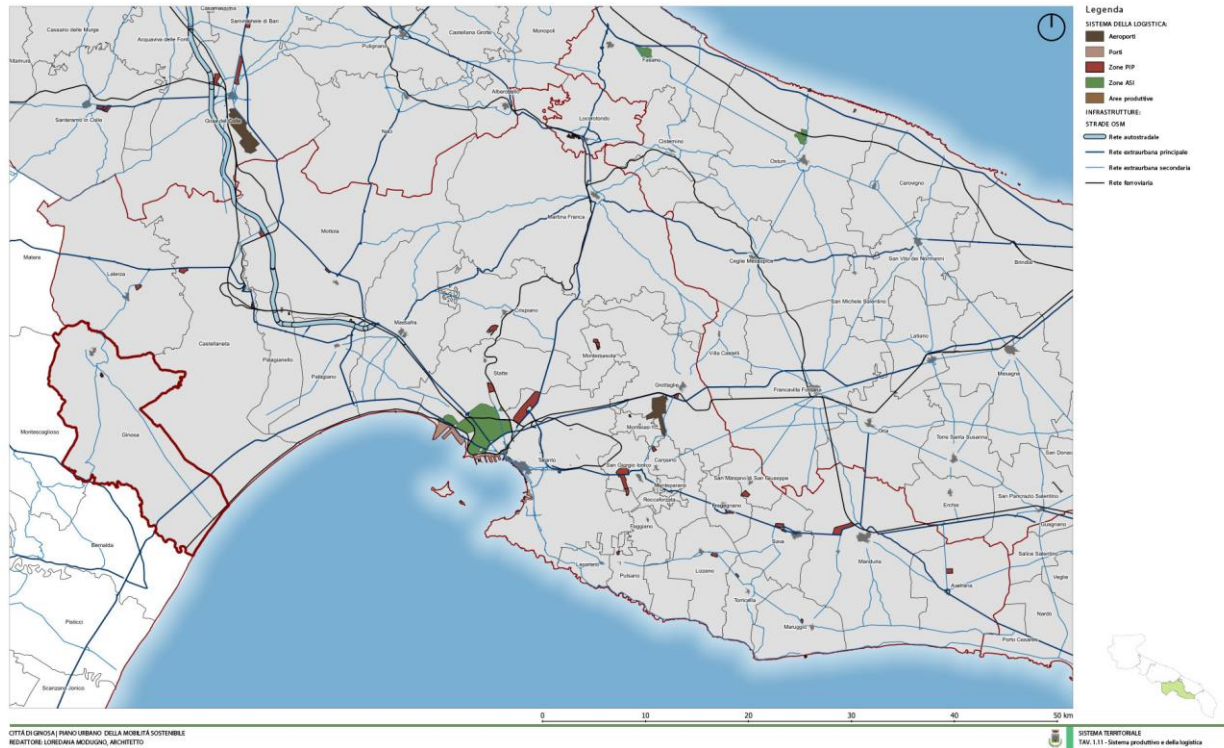 Legenda
SISTEMA DELLA LOGISTICA:
Aeroporti
Porti
Zone PIP
Zone ASI
Aree produttive
INFRASTRUTTURE:
STRADE OSM
Rete autostradale
Rete extraurbana principale
Rete extraurbana secondaria
Rete ferroviaria
Cassano delle Murge
Acquaviva delle Fonti
Sammichele di Bari
Turi
Putignano
Castellana Grotte
Monopoli
Fasano
Altamura
Santeramo in Colle
Gioia del Colle
Noci
Alberobello
Locorotondo
Cisternino
Ostuni
Carovigno
Martina Franca
Mottola
Matera
Laterza
Ceglie Messapica
San Vito dei Normanni
Brindisi
San Michele Salentino
Crispiano
Massafra
Castellaneta
Palagianello
Palagiano
Montemesola
Villa Castelli
Latiano
Mesagne
Statte
Grottaglie
Francavilla Fontana
Ginosa
Montescaglioso
Oria
Torre Santa Susanna
San Donaci
Taranto
San Giorgio Ionico
Carosino
Monteparano
Roccaforzata
San Marzano di San Giuseppe
Fragagnano
Faggiano
Erchie
San Pancrazio Salentino
Guagnano
Sava
Manduria
Salice Salentino
Bernalda
Leporano
Pulsano
Lizzano
Avetrana
Veglie
Torricella
Maruggio
Nardò
Porto Cesareo
Pisticci
Scanzano Jonico
0 10 20 30 40 50 km
CITTÀ DI GINOSA | PIANO URBANO DELLA MOBILITÀ SOSTENIBILE
REDATTORE: LOREDANA MODUGNO, ARCHITETTO
SISTEMA TERRITORIALE
TAV. 1.11 - Sistema produttivo e della logistica